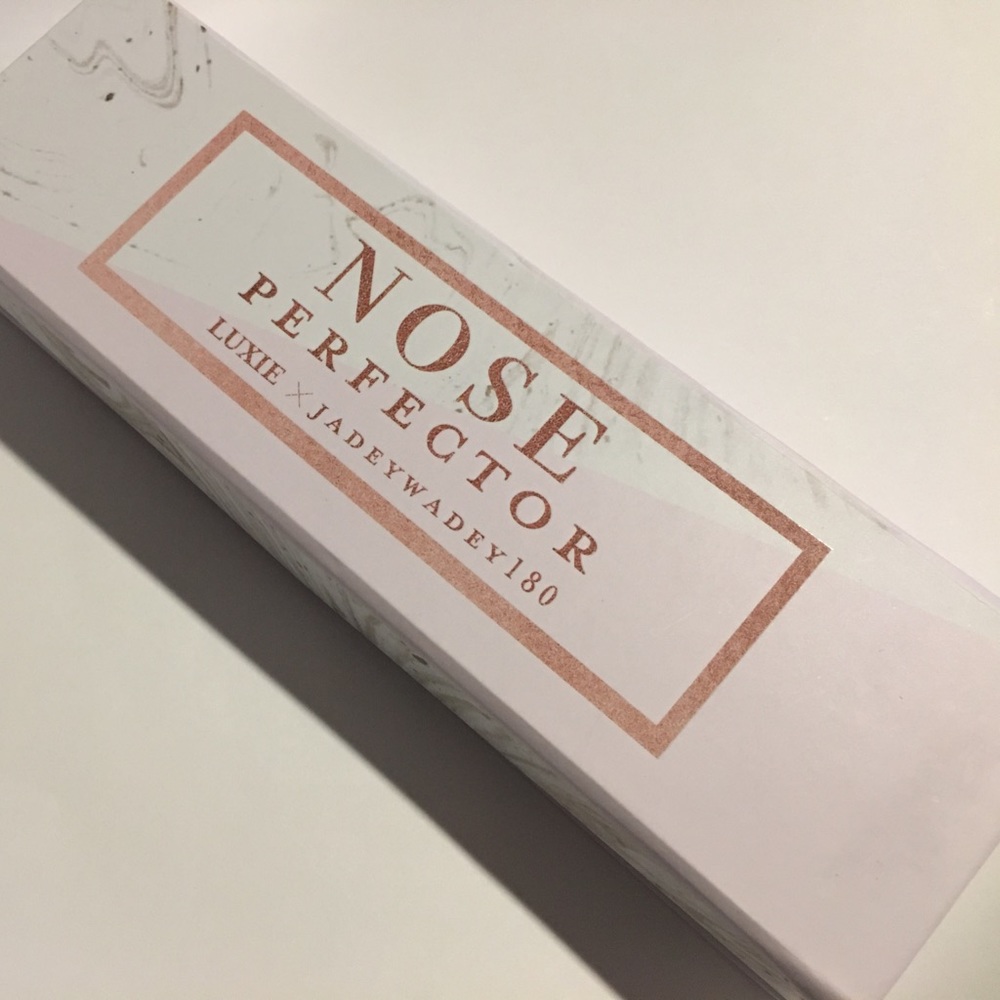 NOSE
PERFECTOR
LUXIE × JADEYWADEY180